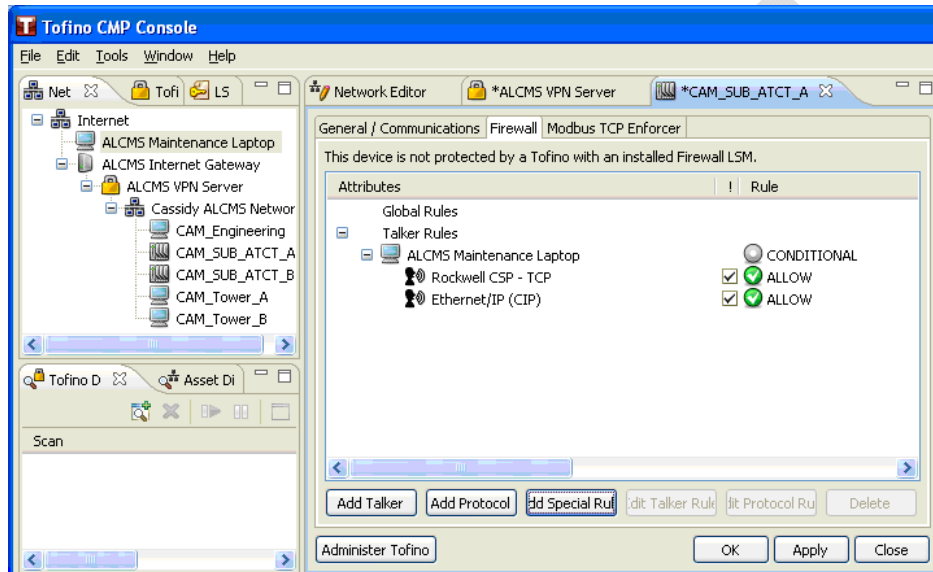 Tofino CMP Console
File Edit Tools Window Help
Net Tofi LS
Internet
ALCMS Maintenance Laptop
ALCMS Internet Gateway
ALCMS VPN Server
Cassidy ALCMS Networ
CAM_Engineering
CAM_SUB_ATCT_A
CAM_SUB_ATCT_B
CAM_Tower_A
CAM_Tower_B
Tofino D Asset Di
Scan
Network Editor *ALCMS VPN Server *CAM_SUB_ATCT_A
General / Communications Firewall Modbus TCP Enforcer
This device is not protected by a Tofino with an installed Firewall LSM.
Attributes ! Rule
Global Rules
Talker Rules
ALCMS Maintenance Laptop CONDITIONAL
Rockwell CSP - TCP ALLOW
Ethernet/IP (CIP) ALLOW
Add Talker Add Protocol dd Special Rul dit Talker Rule dit Protocol Ru Delete
Administer Tofino OK Apply Close